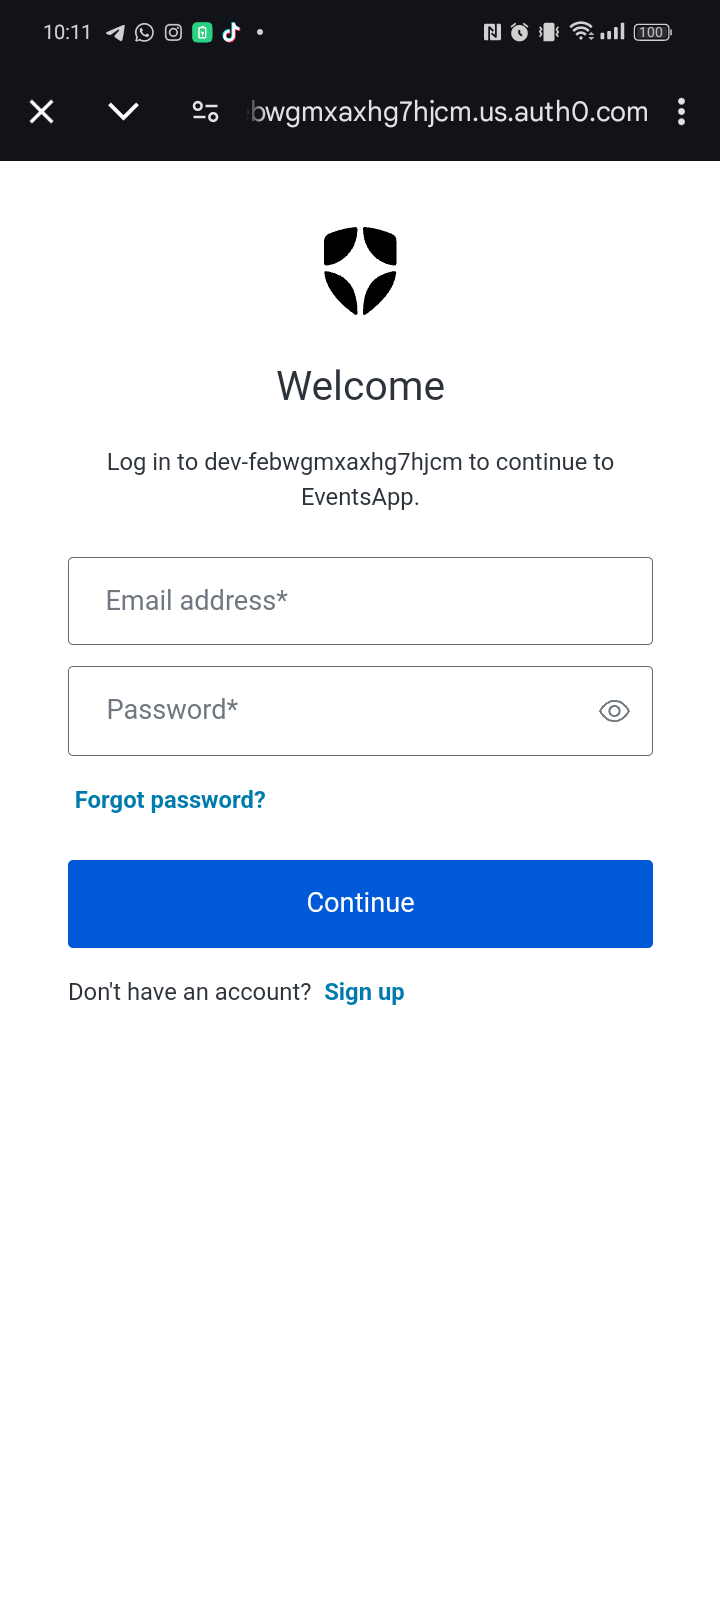 10:11
100
bwgmxaxhg7hjcm.us.auth0.com
Welcome
Log in to dev-febwgmxaxhg7hjcm to continue to
EventsApp.
Email address*
Password*
Forgot password?
Continue
Don't have an account? Sign up